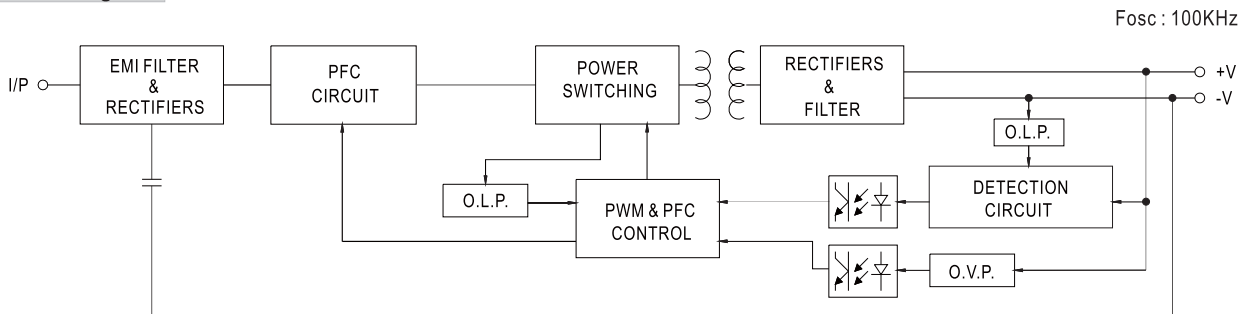 Fosc : 100KHz
I/P
EMI FILTER
&
RECTIFIERS
PFC
CIRCUIT
POWER
SWITCHING
RECTIFIERS
&
FILTER
+V
-V
O.L.P.
O.L.P.
PWM & PFC
CONTROL
DETECTION
CIRCUIT
O.V.P.